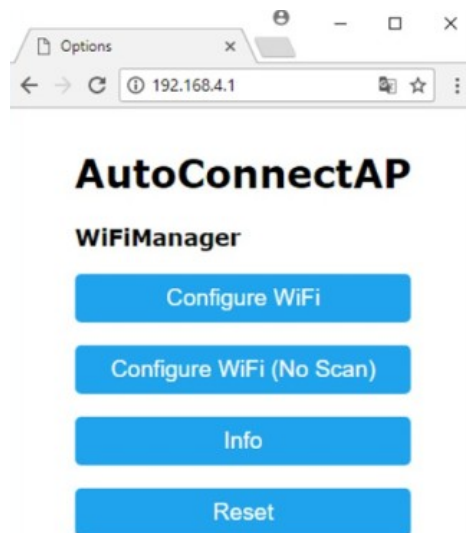 Options
192.168.4.1
AutoConnectAP
WiFiManager
Configure WiFi
Configure WiFi (No Scan)
Info
Reset